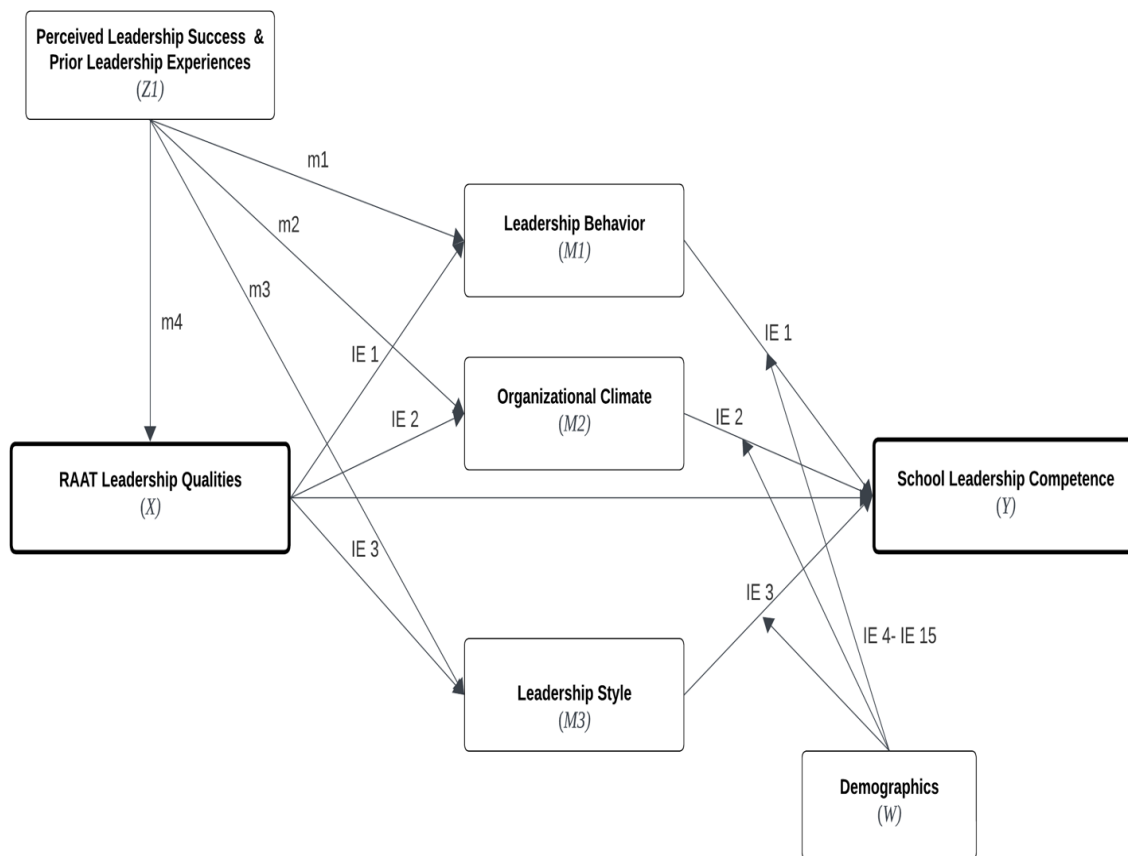 Perceived Leadership Success &
Prior Leadership Experiences
(Z1)
m1
m2
m3
m4
Leadership Behavior
(M1)
IE 1
IE 1
Organizational Climate
(M2)
IE 2
IE 2
RAAT Leadership Qualities
(X)
School Leadership Competence
(Y)
IE 3
IE 3
IE 4- IE 15
Leadership Style
(M3)
Demographics
(W)